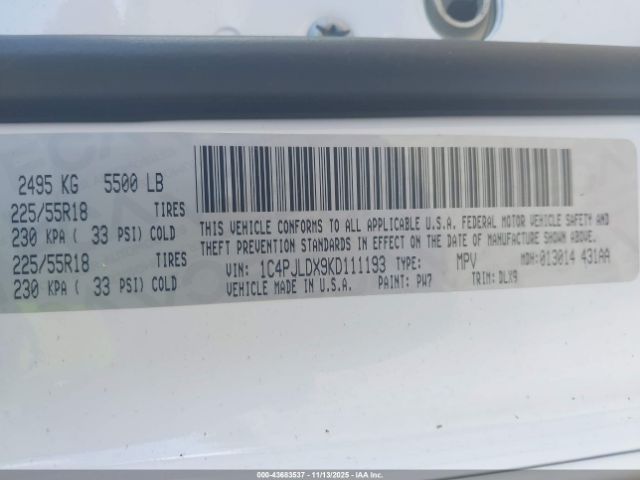 2495 KG 5500 LB
225/55R18 TIRES
230 KPA ( 33 PSI) COLD
225/55R18 TIRES
230 KPA ( 33 PSI) COLD
THIS VEHICLE CONFORMS TO ALL APPLICABLE U.S.A. FEDERAL MOTOR VEHICLE SAFETY AND
THEFT PREVENTION STANDARDS IN EFFECT ON THE DATE OF MANUFACTURE SHOWN ABOVE.
VIN: 1C4PJLDX9KD111193 TYPE: MPV MDH: 013014 431AA
VEHICLE MADE IN U.S.A. PAINT: PW7 TRIM: DLX9
000-43683537 - 11/13/2025 - IAAI.COM